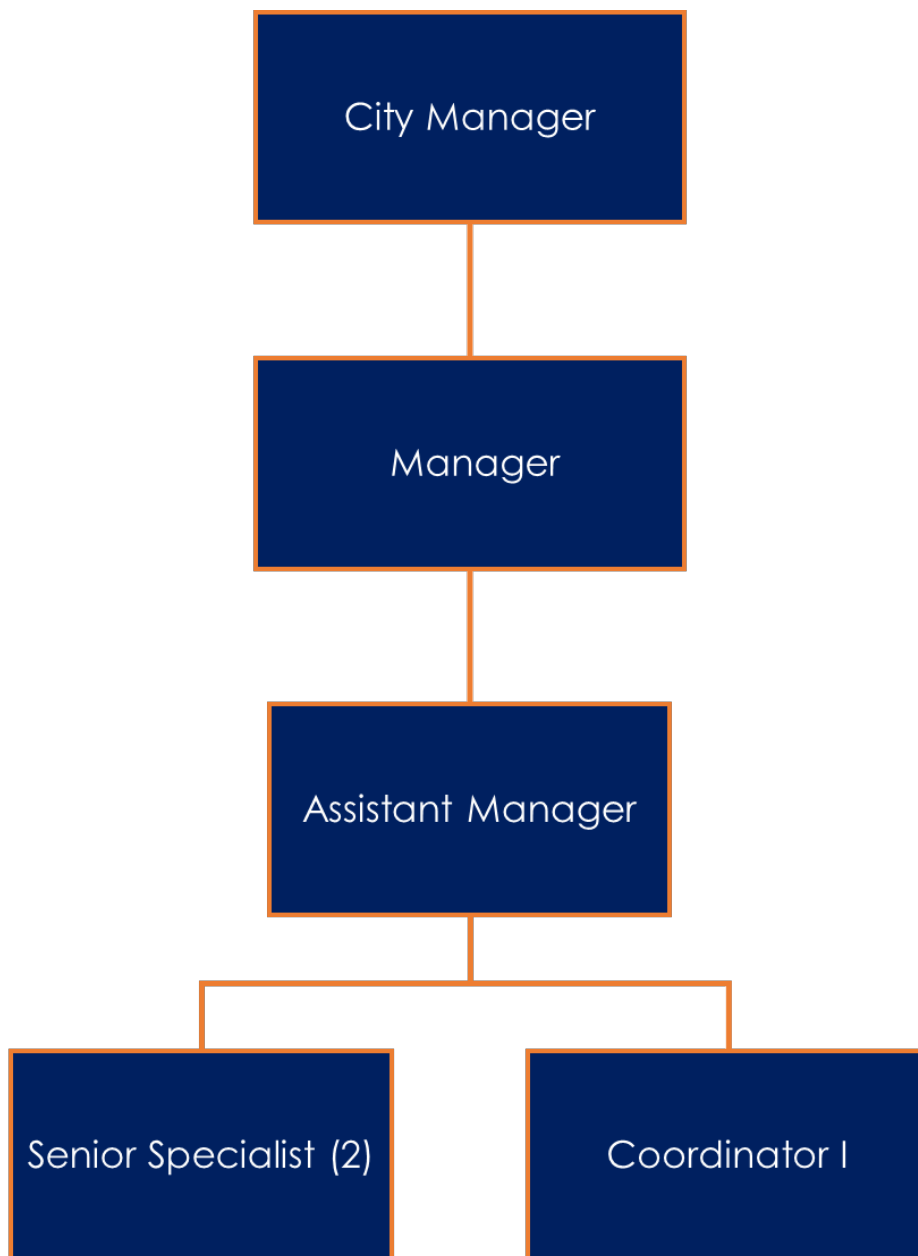 City Manager
Manager
Assistant Manager
Senior Specialist (2)
Coordinator I